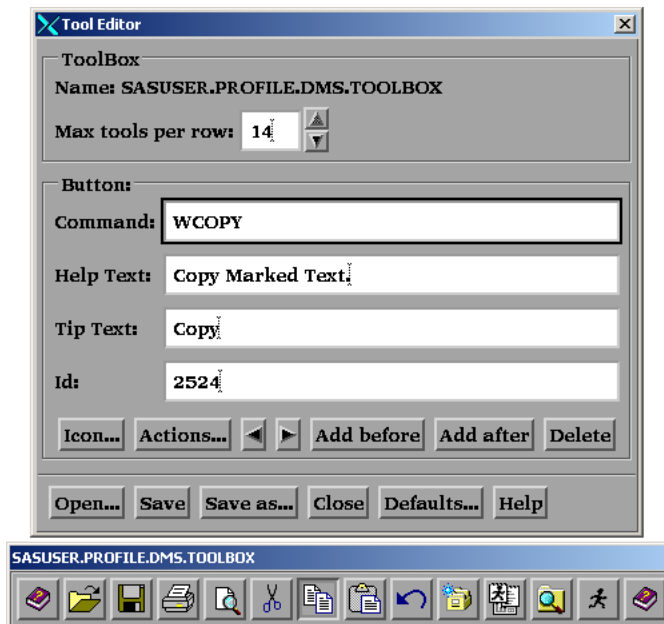 Tool Editor
ToolBox
Name: SASUSER.PROFILE.DMS.TOOLBOX
Max tools per row: 14
Button:
Command: WCOPY
Help Text: Copy Marked Text.
Tip Text: Copy
Id: 2524
Icon... Actions... Add before Add after Delete
Open... Save Save as... Close Defaults... Help
SASUSER.PROFILE.DMS.TOOLBOX